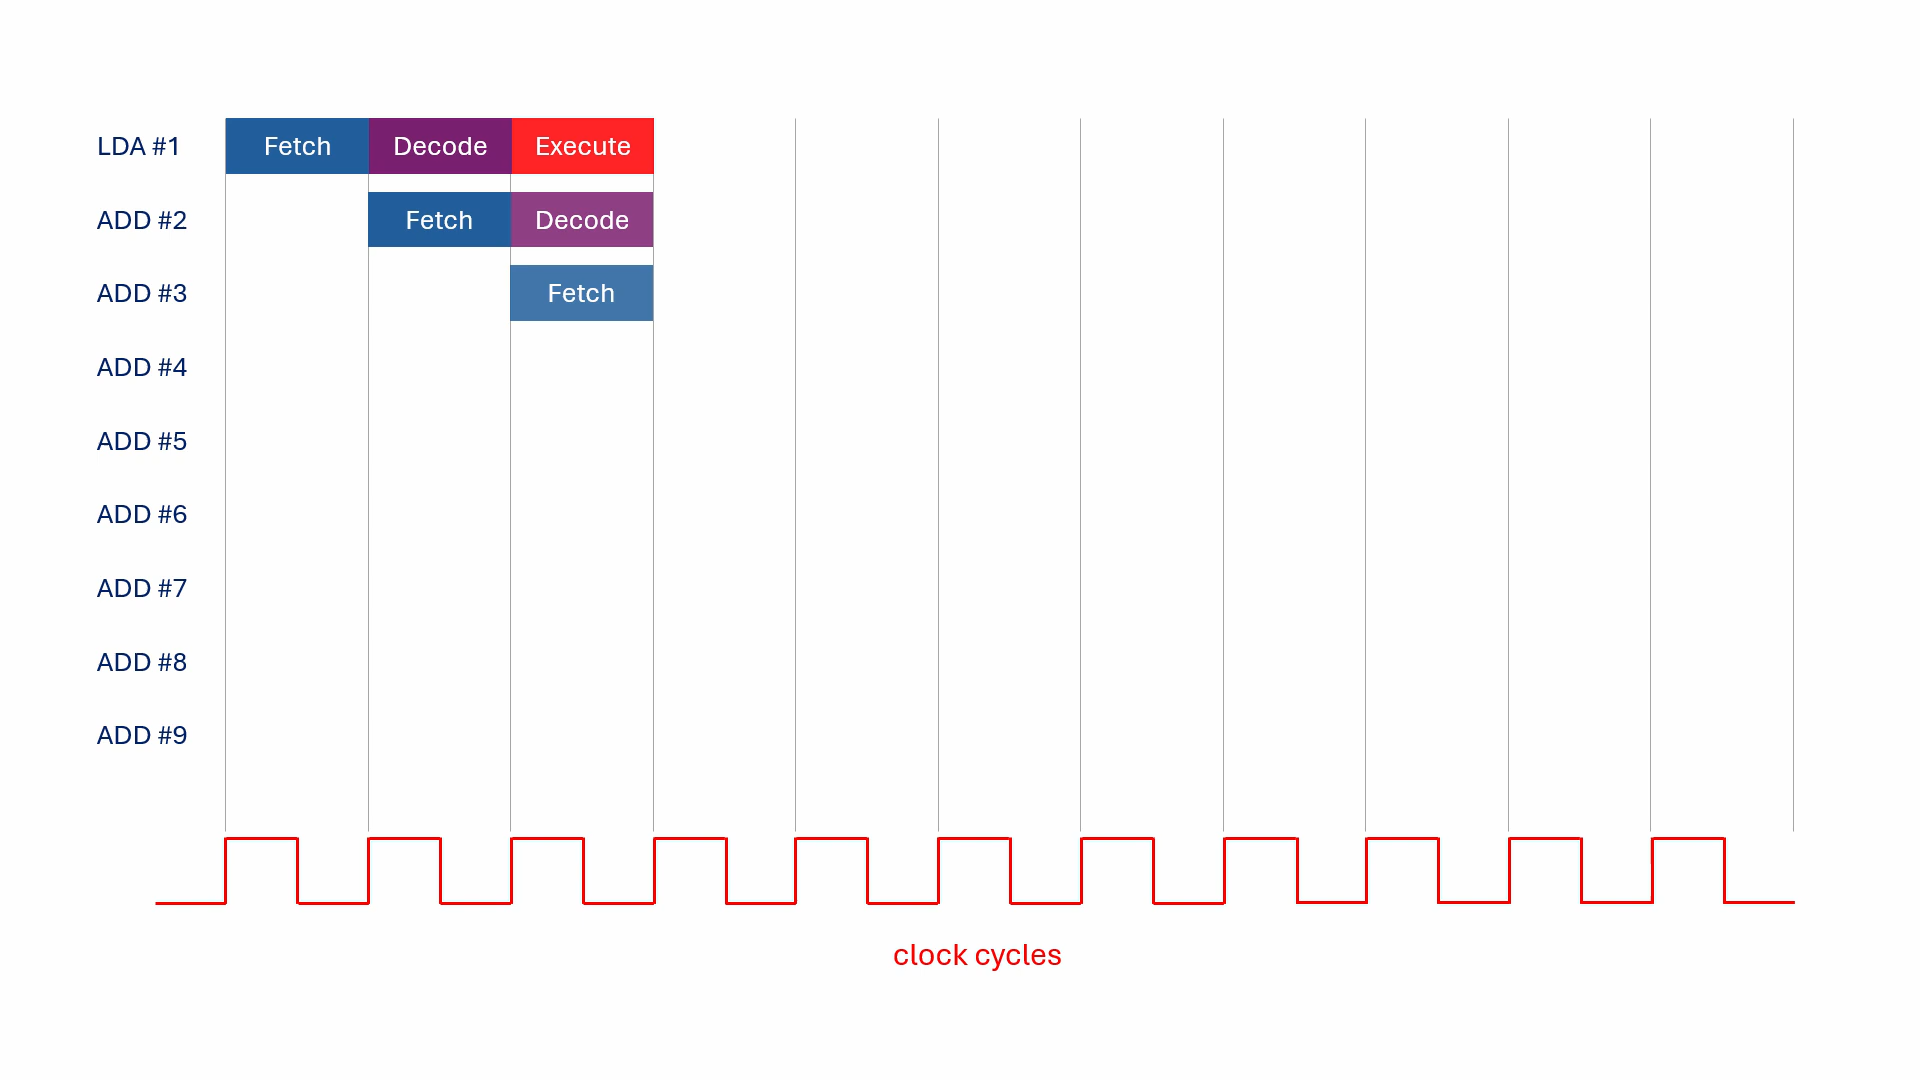 LDA #1 Fetch Decode Execute
ADD #2 Fetch Decode
ADD #3 Fetch
ADD #4
ADD #5
ADD #6
ADD #7
ADD #8
ADD #9
clock cycles